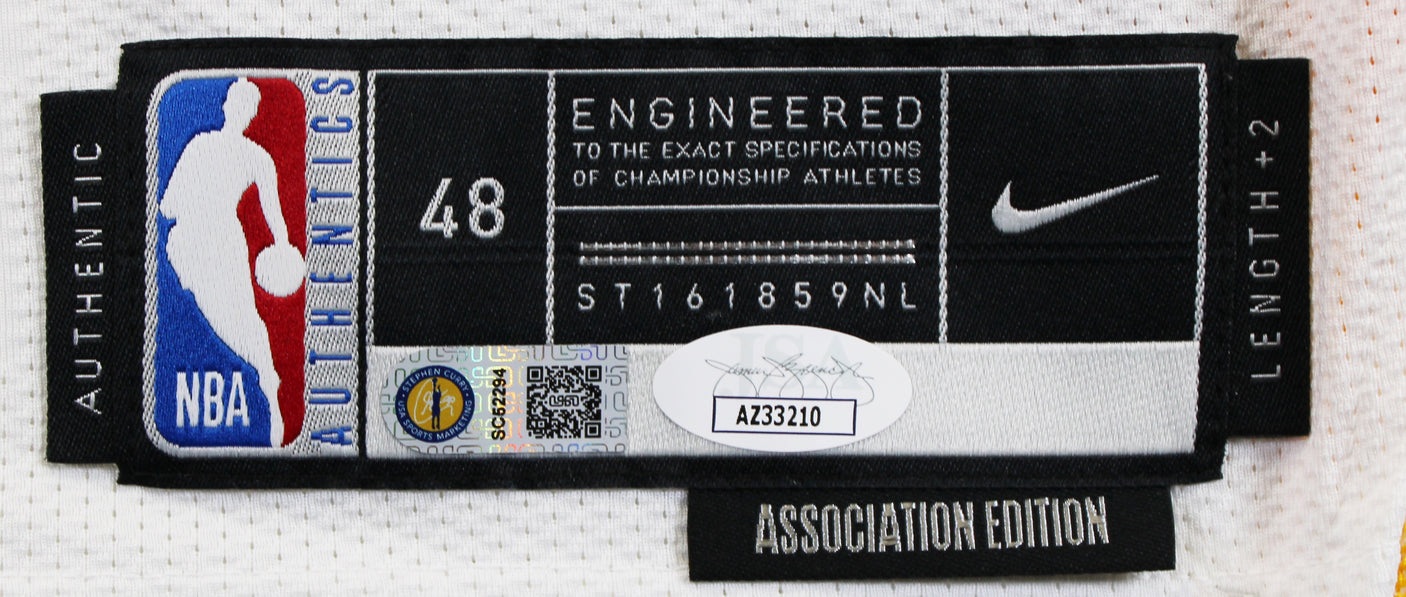 AUTHENTIC
NBA
AUTHENTICS
48
ENGINEERED
TO THE EXACT SPECIFICATIONS
OF CHAMPIONSHIP ATHLETES
ST161859NL
LENGTH +2
STEPHEN CURRY
USA SPORTS MARKETING
SC52294
JSA
AZ33210
ASSOCIATION EDITION